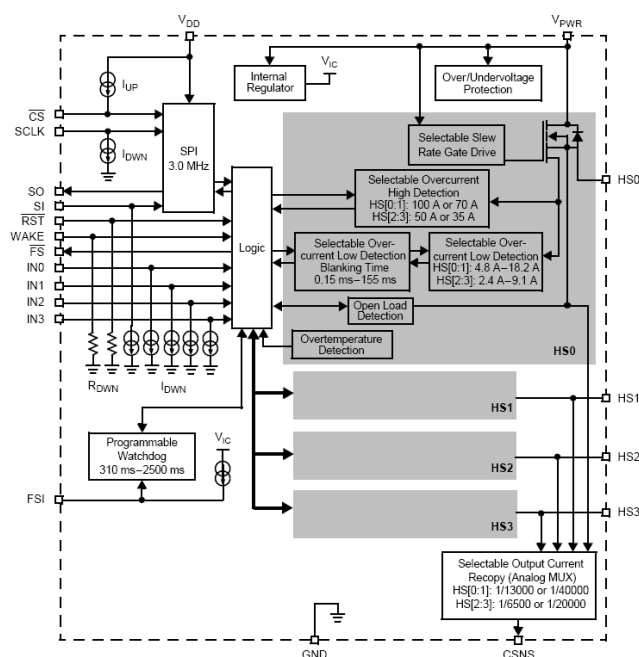 VDD
VPWR
IUP
VIC
Internal
Regulator
Over/Undervoltage
Protection
CS
SCLK
SPI
3.0 MHz
IDWN
Selectable Slew
Rate Gate Drive
HS0
SO
SI
RST
WAKE
FS
IN0
IN1
IN2
IN3
Logic
Selectable Overcurrent
High Detection
HS[0:1]: 100 A or 70 A
HS[2:3]: 50 A or 35 A
Selectable Over-
current Low Detection
Blanking Time
0.15 ms–155 ms
Selectable Over-
current Low Detection
HS[0:1]: 4.8 A–18.2 A
HS[2:3]: 2.4 A–9.1 A
Open Load
Detection
Overtemperature
Detection
HS0
RDWN
IDWN
HS1
HS1
Programmable
Watchdog
310 ms–2500 ms
VIC
HS2
HS2
FSI
HS3
HS3
Selectable Output Current
Recopy (Analog MUX)
HS[0:1]: 1/13000 or 1/40000
HS[2:3]: 1/6500 or 1/20000
GND
CSNS